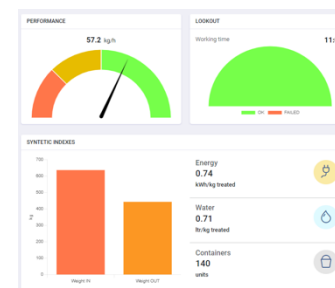 PERFORMANCE
57.2 kg/h
LOOKOUT
Working time
11:
OK FAILED
SYNTETIC INDEXES
700
600
500
400
300
200
100
0
kg
Weight IN
Weight OUT
Energy
0.74
kWh/kg treated
Water
0.71
ltr/kg treated
Containers
140
units